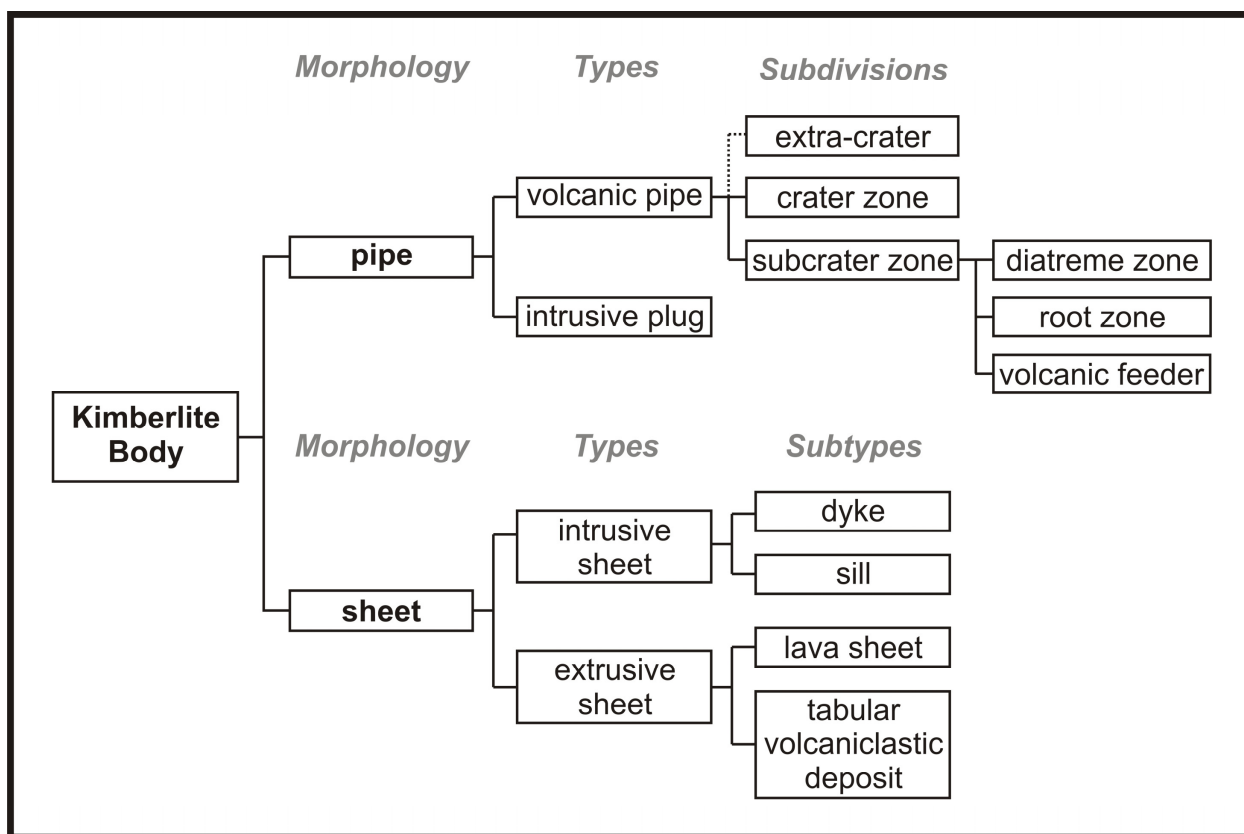 Morphology
Types
Subdivisions
extra-crater
volcanic pipe
crater zone
pipe
subcrater zone
diatreme zone
intrusive plug
root zone
volcanic feeder
Kimberlite
Body
Morphology
Types
Subtypes
intrusive
sheet
dyke
sill
sheet
extrusive
sheet
lava sheet
tabular
volcaniclastic
deposit